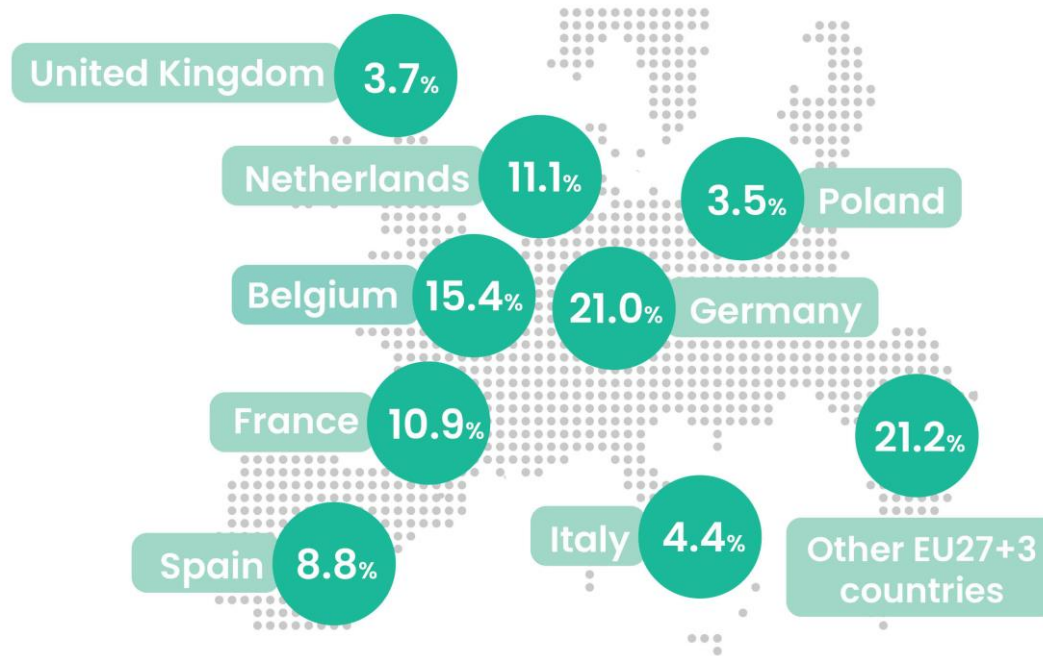 United Kingdom 3.7%
Netherlands 11.1%
3.5% Poland
Belgium 15.4%
21.0% Germany
France 10.9%
21.2%
Other EU27+3
countries
Spain 8.8%
Italy 4.4%